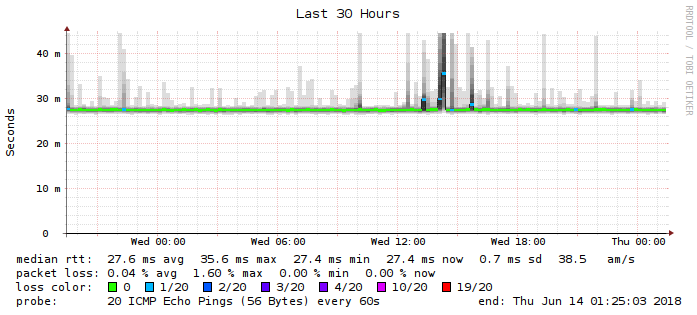 Last 30 Hours
RRDTOOL / TOBI OETIKER
Seconds
40 m
30 m
20 m
10 m
0
Wed 00:00 Wed 06:00 Wed 12:00 Wed 18:00 Thu 00:00
median rtt: 27.6 ms avg 35.6 ms max 27.4 ms min 27.4 ms now 0.7 ms sd 38.5 am/s
packet loss: 0.04 % avg 1.60 % max 0.00 % min 0.00 % now
loss color: 0 1/20 2/20 3/20 4/20 10/20 19/20
probe: 20 ICMP Echo Pings (56 Bytes) every 60s end: Thu Jun 14 01:25:03 2018